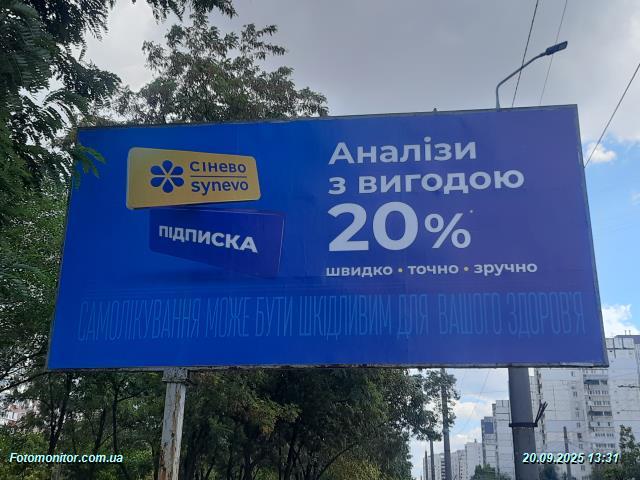 сінево
synevo
ПІДПИСКА
Аналізи
з вигодою
20%*
швидко • точно • зручно
САМОЛІКУВАННЯ МОЖЕ БУТИ ШКІДЛИВИМ ДЛЯ ВАШОГО ЗДОРОВ'Я
Fotomonitor.com.ua
20.09.2025 13:31